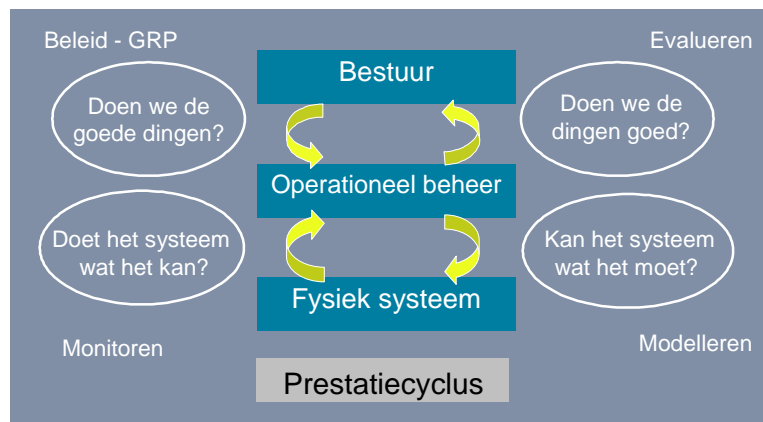 Beleid - GRP
Evalueren
Bestuur
Doen we de
goede dingen?
Doen we de
dingen goed?
Operationeel beheer
Doet het systeem
wat het kan?
Kan het systeem
wat het moet?
Fysiek systeem
Monitoren
Modelleren
Prestatiecyclus